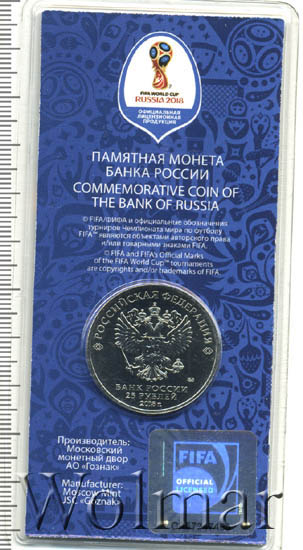 FIFA WORLD CUP
RUSSIA 2018
ОФИЦИАЛЬНАЯ
ЛИЦЕНЗИОННАЯ
ПРОДУКЦИЯ
ПАМЯТНАЯ МОНЕТА
БАНКА РОССИИ
COMMEMORATIVE COIN OF
THE BANK OF RUSSIA
© FIFA/ФИФА и официальные обозначения
турниров Чемпионата мира по футболу
FIFA™ являются объектами авторского права
и/или товарными знаками FIFA.
© FIFA and FIFA's Official Marks
of the FIFA World Cup™ tournaments
are copyrights and/or trademarks of FIFA.
РОССИЙСКАЯ ФЕДЕРАЦИЯ
БАНК РОССИИ
25 РУБЛЕЙ
2018 г.
Производитель:
Московский
монетный двор
АО «Гознак»
Manufacturer:
Moscow Mint
JSC «Goznak»
FIFA
OFFICIAL
LICENSED
Wolmar